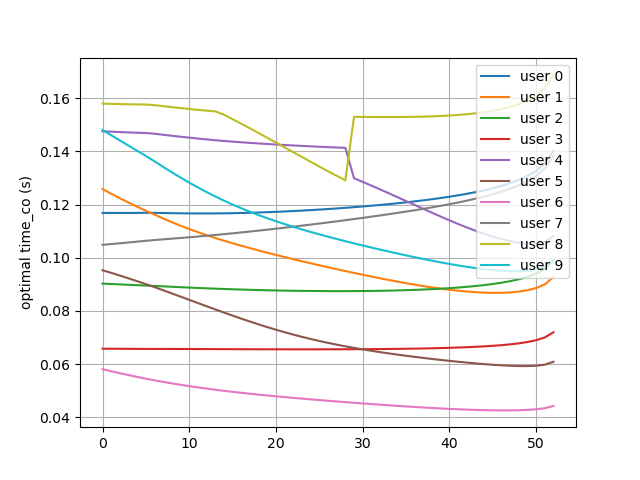 optimal time_co (s)
0.16
0.14
0.12
0.10
0.08
0.06
0.04
0
10
20
30
40
50
user 0
user 1
user 2
user 3
user 4
user 5
user 6
user 7
user 8
user 9